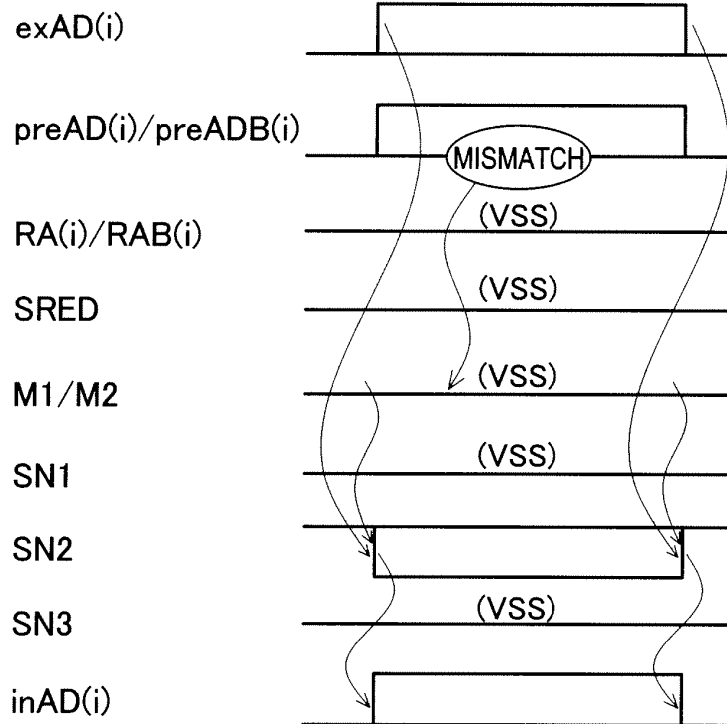 exAD(i)
preAD(i)/preADB(i)
MISMATCH
RA(i)/RAB(i)
(VSS)
SRED
(VSS)
M1/M2
(VSS)
SN1
(VSS)
SN2
SN3
(VSS)
inAD(i)